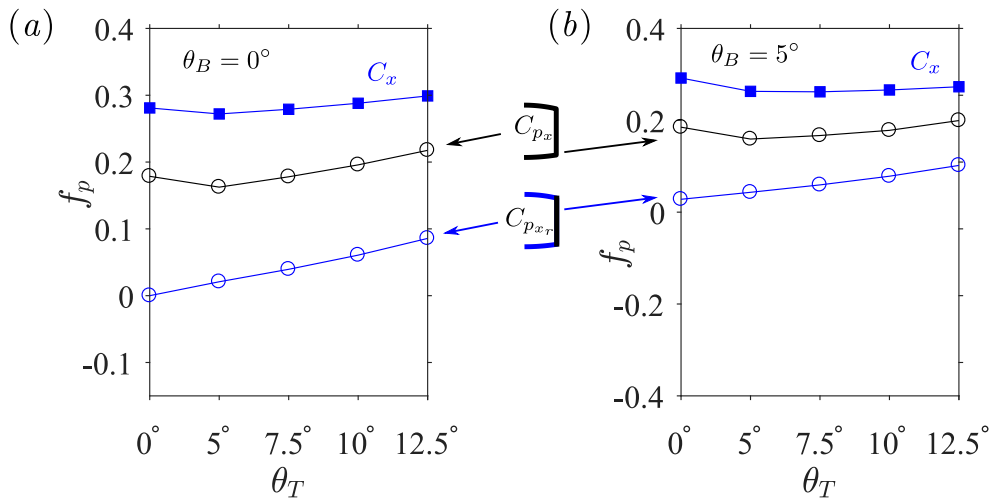 (a)
0.4
0.3
0.2
0.1
0
-0.1
f_p
θ_B = 0°
C_x
0° 5° 7.5° 10° 12.5°
θ_T
C_{p_x}
C_{p_{x_r}}
(b)
0.4
0.2
0
-0.2
-0.4
f_p
θ_B = 5°
C_x
0° 5° 7.5° 10° 12.5°
θ_T